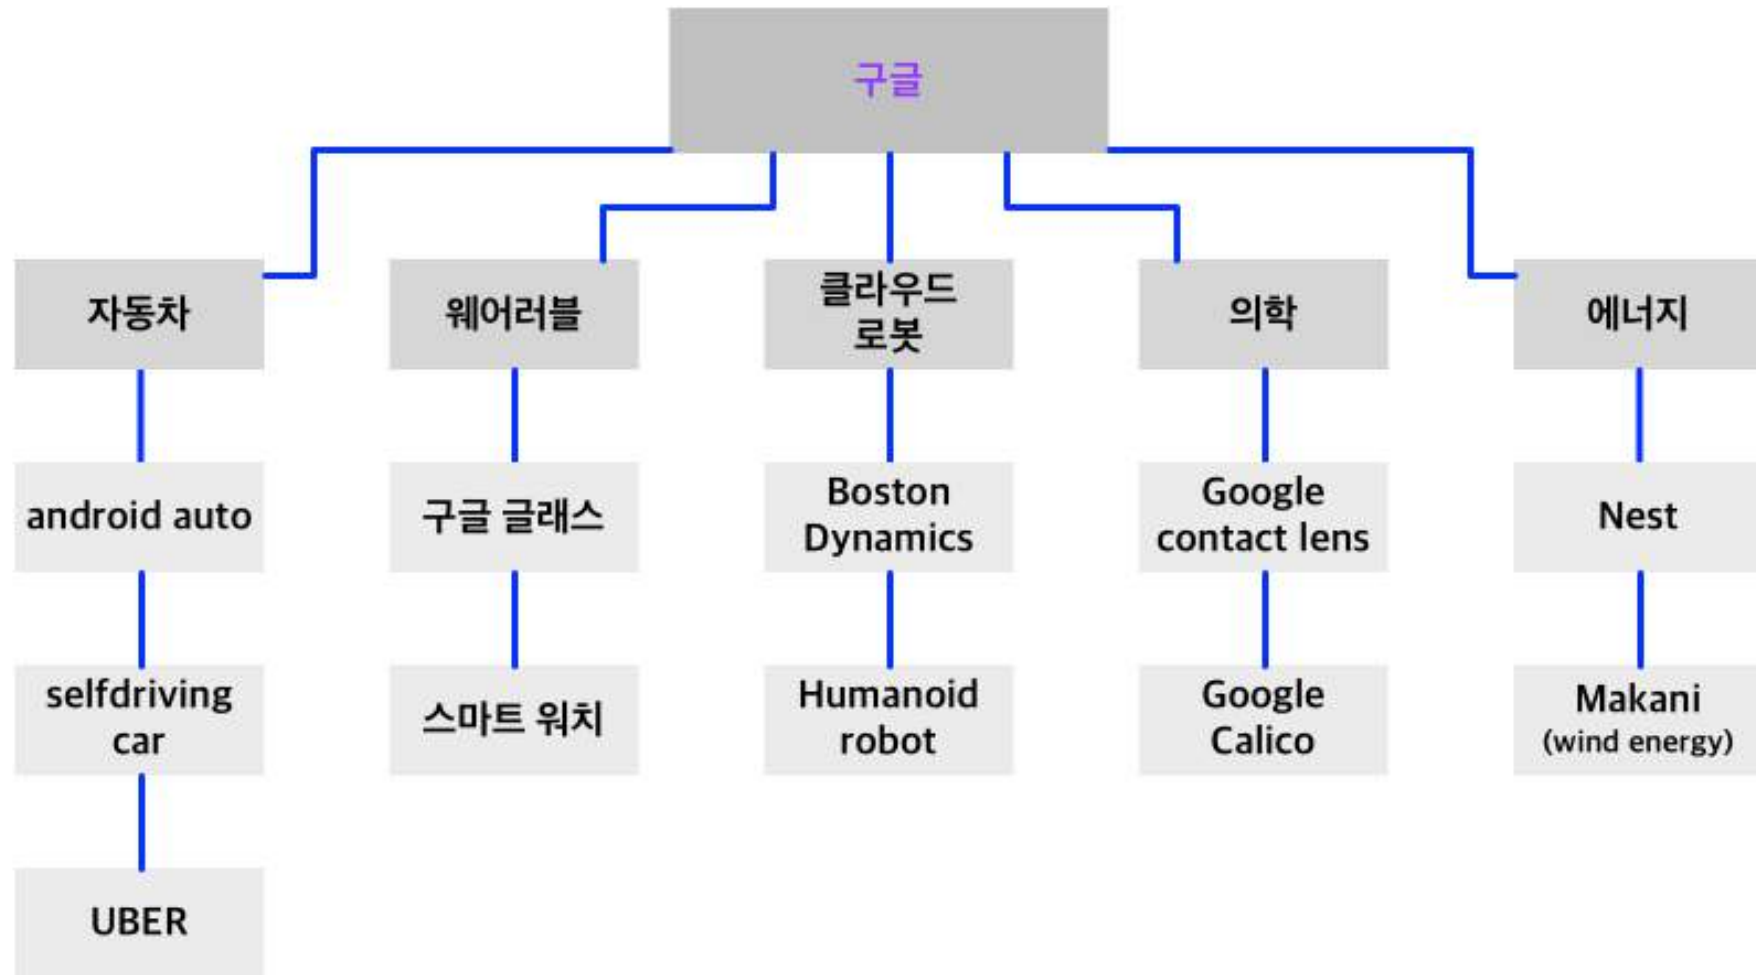 구글
자동차
웨어러블
클라우드
로봇
의학
에너지
android auto
구글 글래스
Boston
Dynamics
Google
contact lens
Nest
selfdriving
car
스마트 워치
Humanoid
robot
Google
Calico
Makani
(wind energy)
UBER